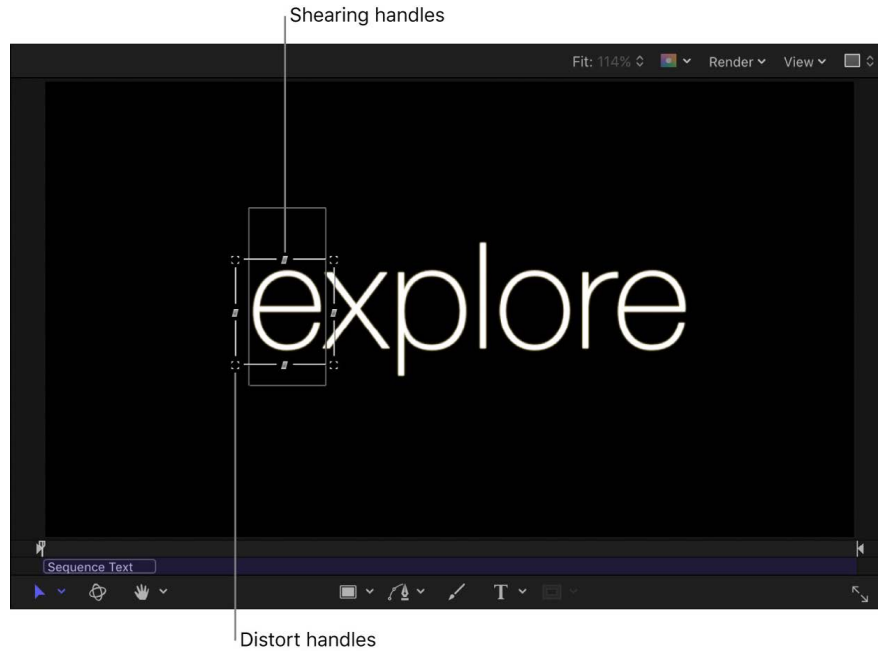 Shearing handles
Fit: 114% Render View
explore
Sequence Text
T
Distort handles